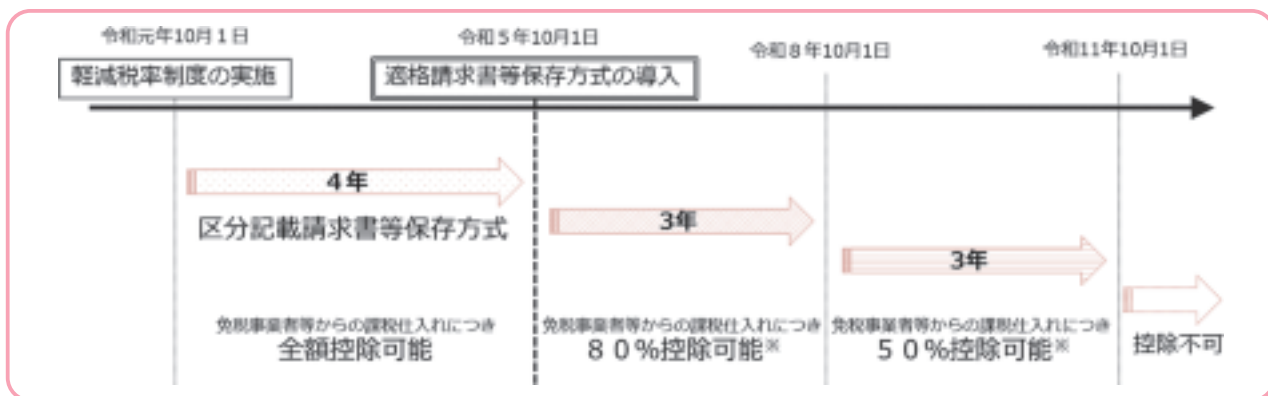 令和元年10月1日
令和5年10月1日
令和8年10月1日
令和11年10月1日
軽減税率制度の実施
適格請求書等保存方式の導入
4年
区分記載請求書等保存方式
3年
3年
免税事業者等からの課税仕入れにつき
全額控除可能
免税事業者等からの課税仕入れにつき
80%控除可能※
免税事業者等からの課税仕入れにつき
50%控除可能※
控除不可